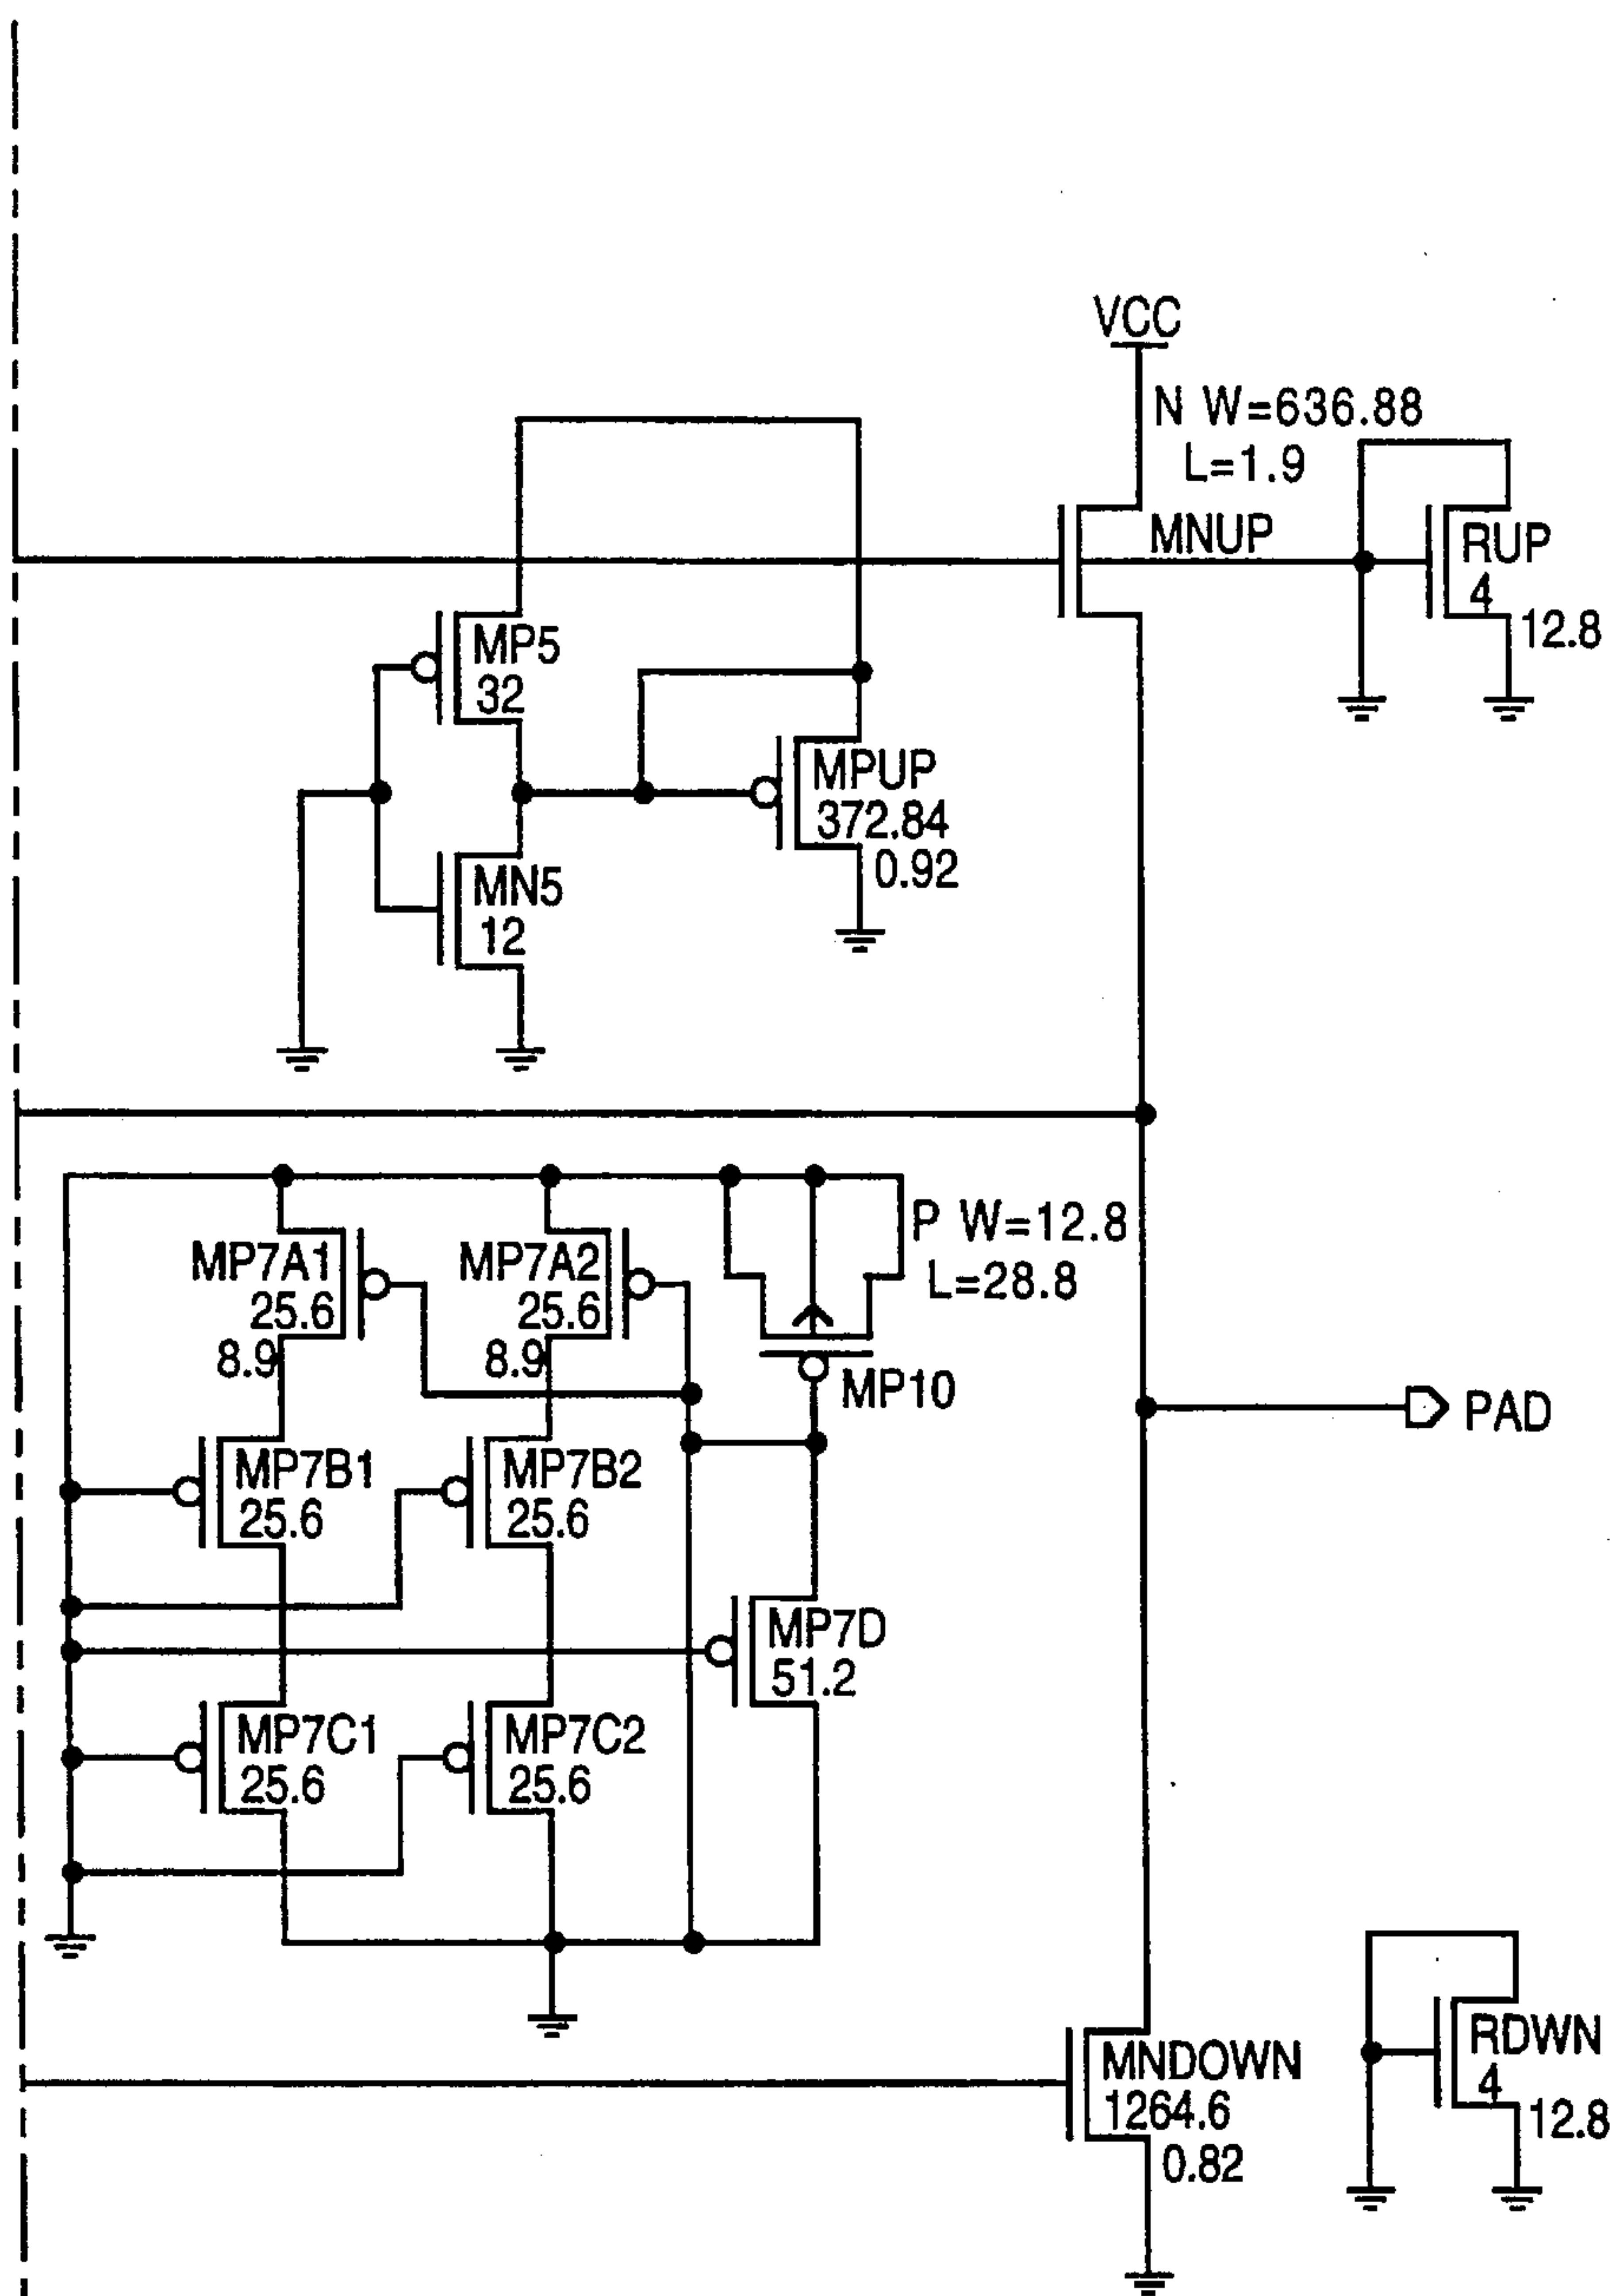 VCC
N W=636.88
L=1.9
MNUP
RUP
4
12.8
MP5
32
MPUP
372.84
0.92
MN5
12
P W=12.8
L=28.8
MP7A1
25.6
8.9
MP7A2
25.6
8.9
MP10
PAD
MP7B1
25.6
MP7B2
25.6
MP7D
51.2
MP7C1
25.6
MP7C2
25.6
MNDOWN
1264.6
0.82
RDWN
4
12.8